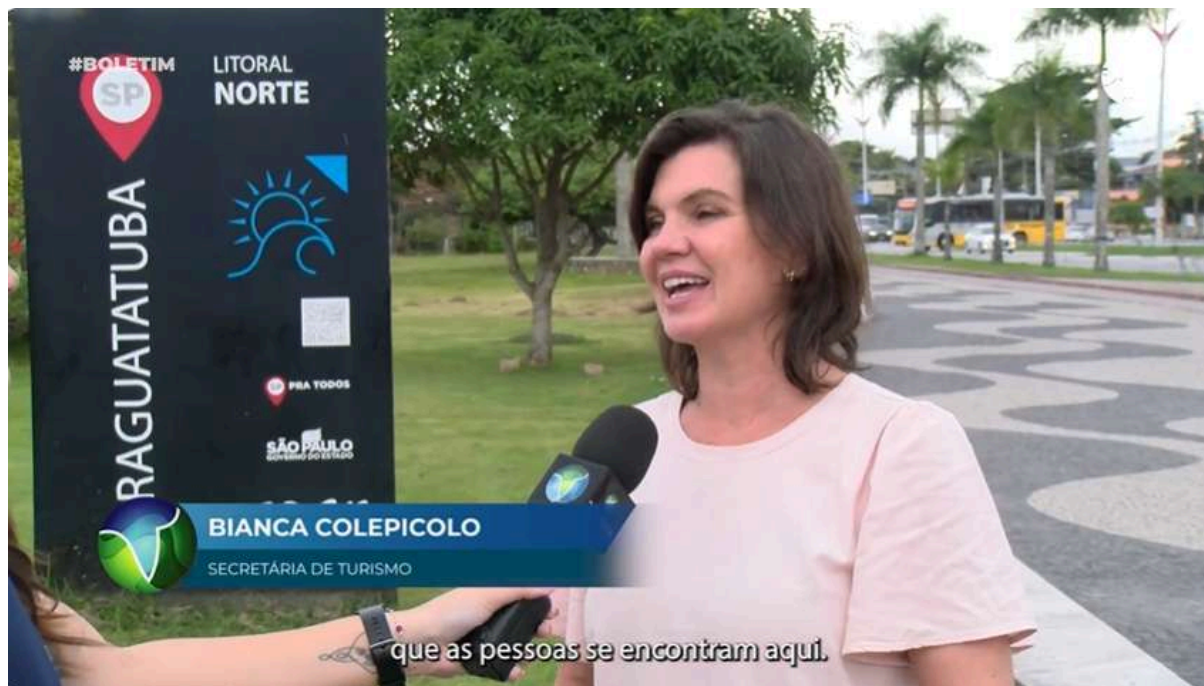 #BOLETIM
SP
LITORAL
NORTE
RAGUATATUBA
SP PRA TODOS
SÃO PAULO
GOVERNO DO ESTADO
BIANCA COLEPICOLO
SECRETÁRIA DE TURISMO
que as pessoas se encontram aqui.